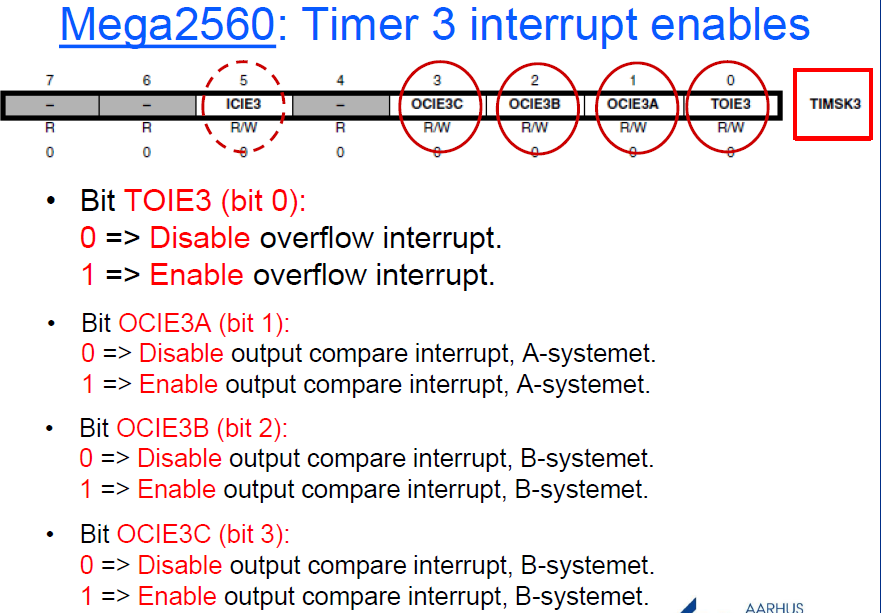 Mega2560: Timer 3 interrupt enables
7 6 5 4 3 2 1 0
– – ICIE3 – OCIE3C OCIE3B OCIE3A TOIE3 TIMSK3
R R R/W R R/W R/W R/W R/W
0 0 0 0 0 0 0 0
• Bit TOIE3 (bit 0):
0 => Disable overflow interrupt.
1 => Enable overflow interrupt.
• Bit OCIE3A (bit 1):
0 => Disable output compare interrupt, A-systemet.
1 => Enable output compare interrupt, A-systemet.
• Bit OCIE3B (bit 2):
0 => Disable output compare interrupt, B-systemet.
1 => Enable output compare interrupt, B-systemet.
• Bit OCIE3C (bit 3):
0 => Disable output compare interrupt, B-systemet.
1 => Enable output compare interrupt, B-systemet.
AARHUS